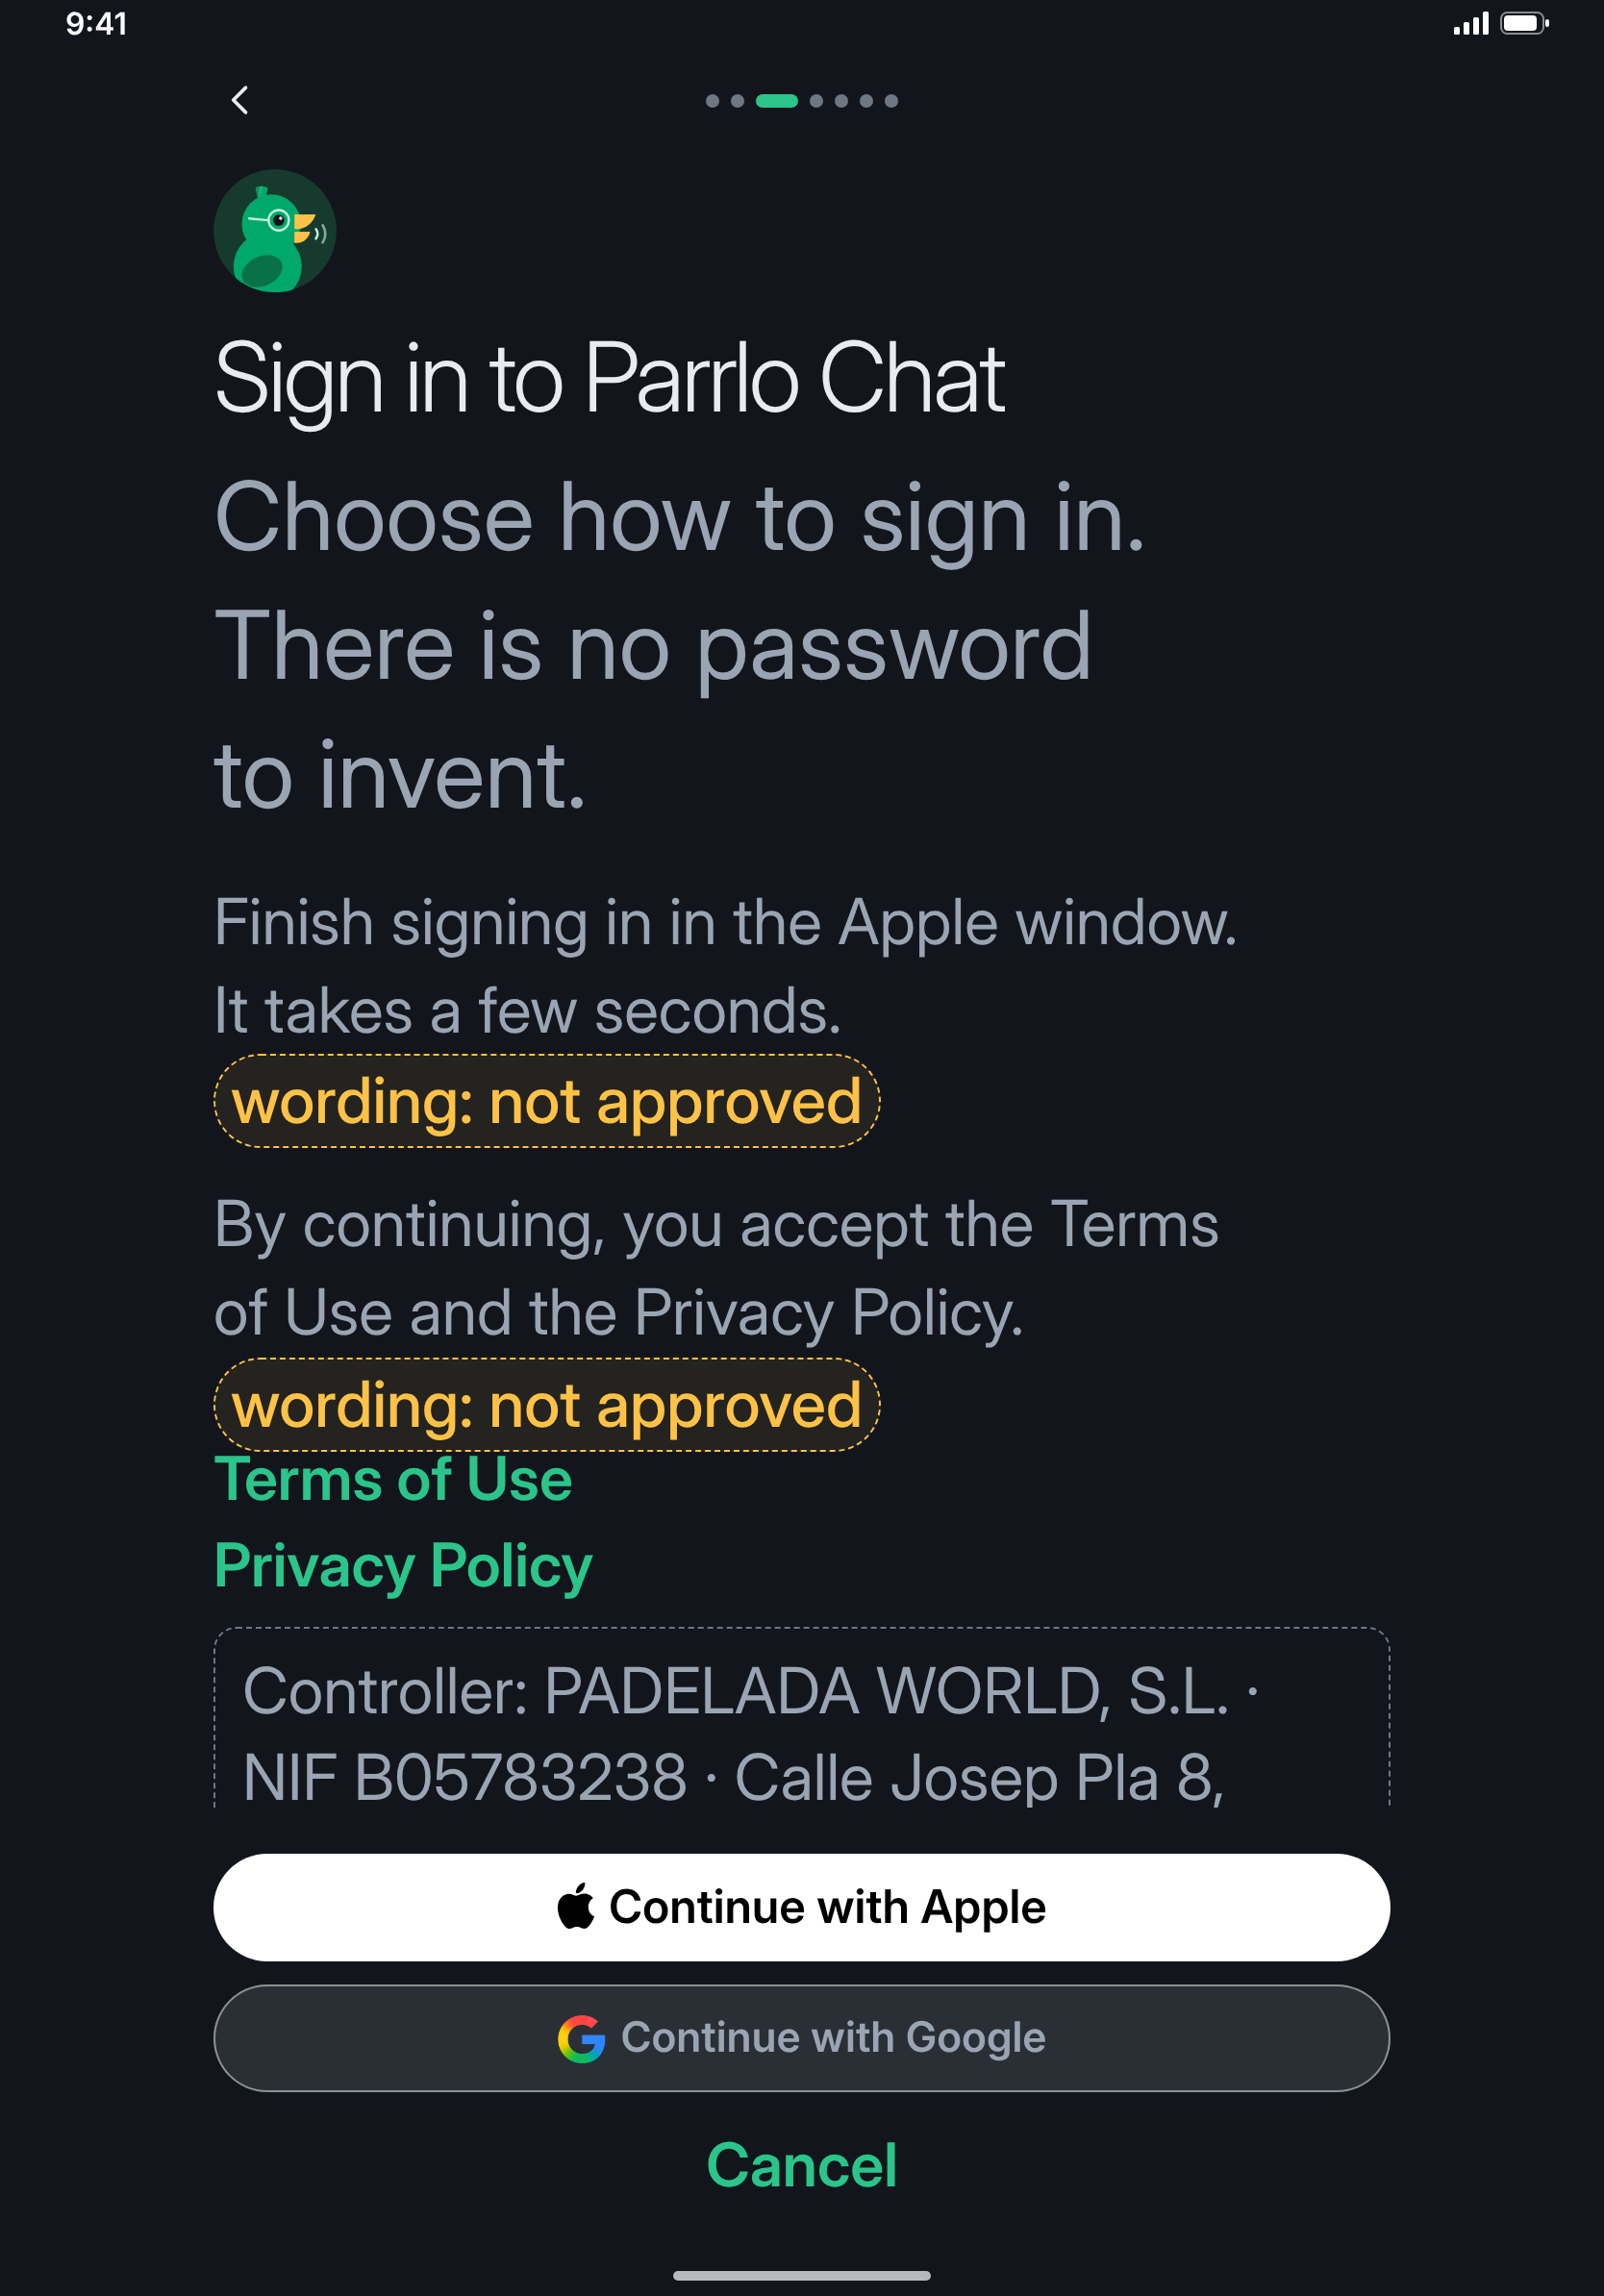 9:41
Sign in to Parrlo Chat
Choose how to sign in.
There is no password
to invent.
Finish signing in in the Apple window.
It takes a few seconds.
wording: not approved
By continuing, you accept the Terms
of Use and the Privacy Policy.
wording: not approved
Terms of Use
Privacy Policy
Controller: PADELADA WORLD, S.L. ·
NIF B05783238 · Calle Josep Pla 8,
Continue with Apple
Continue with Google
Cancel